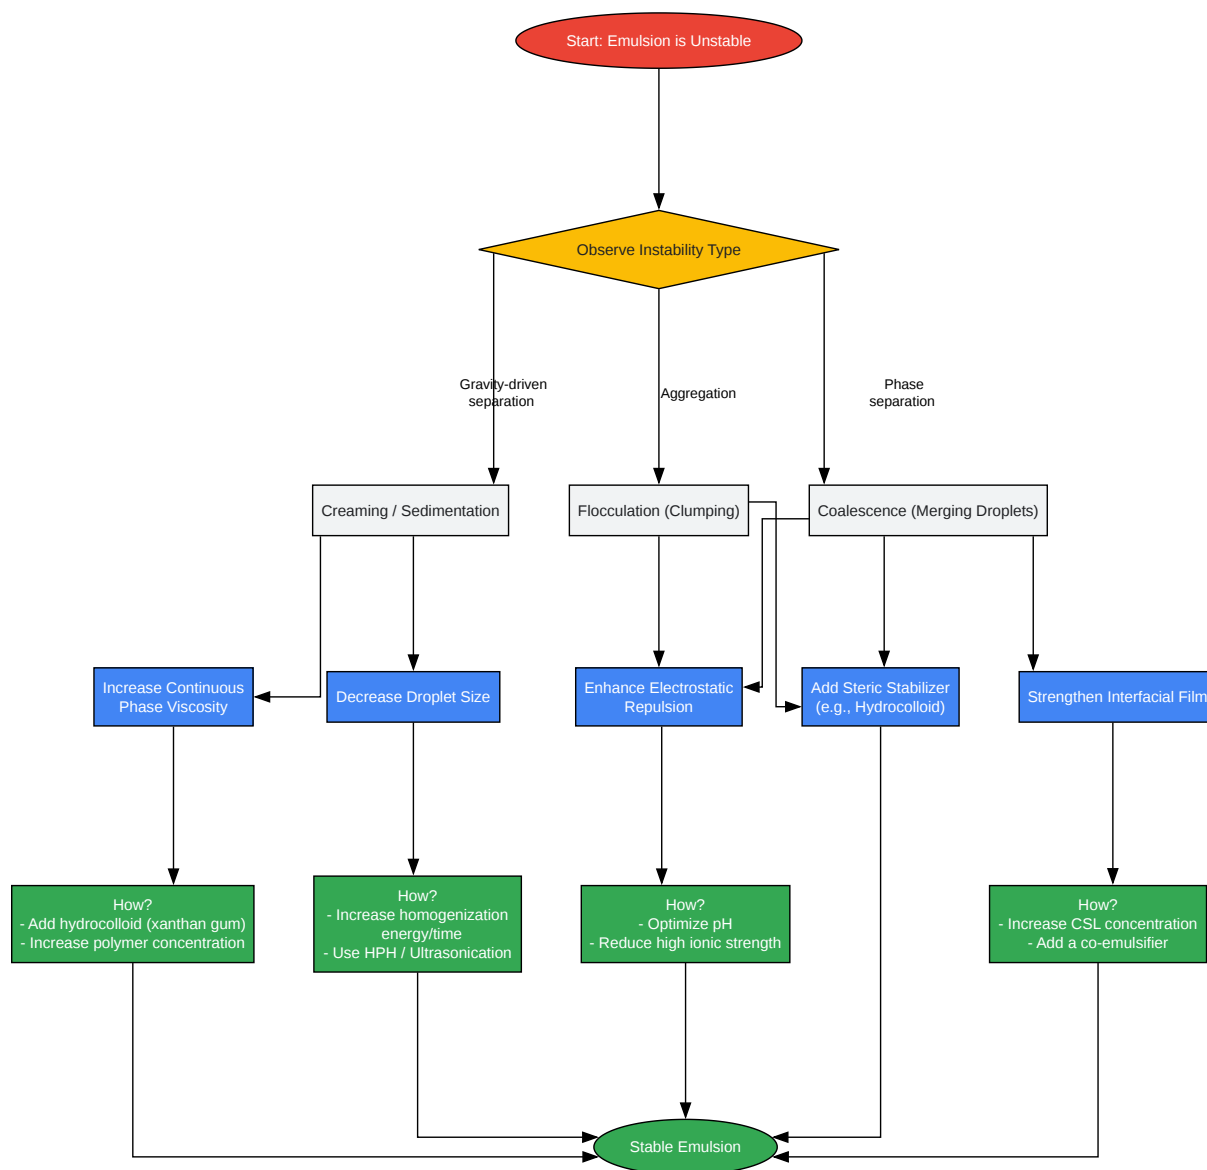 Start: Emulsion is Unstable
Observe Instability Type
Gravity-driven
separation
Aggregation
Phase
separation
Creaming / Sedimentation
Flocculation (Clumping)
Coalescence (Merging Droplets)
Increase Continuous
Phase Viscosity
Decrease Droplet Size
Enhance Electrostatic
Repulsion
Add Steric Stabilizer
(e.g., Hydrocolloid)
Strengthen Interfacial Film
How?
- Add hydrocolloid (xanthan gum)
- Increase polymer concentration
How?
- Increase homogenization
energy/time
- Use HPH / Ultrasonication
How?
- Optimize pH
- Reduce high ionic strength
How?
- Increase CSL concentration
- Add a co-emulsifier
Stable Emulsion